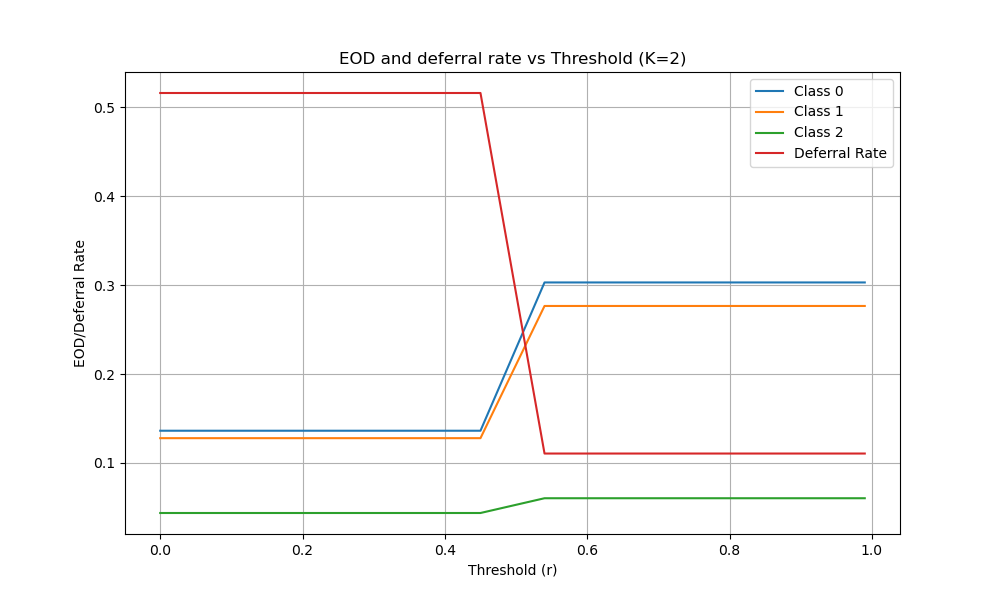 EOD and deferral rate vs Threshold (K=2)
Class 0
Class 1
Class 2
Deferral Rate
EOD/Deferral Rate
0.5
0.4
0.3
0.2
0.1
0.0 0.2 0.4 0.6 0.8 1.0
Threshold (r)